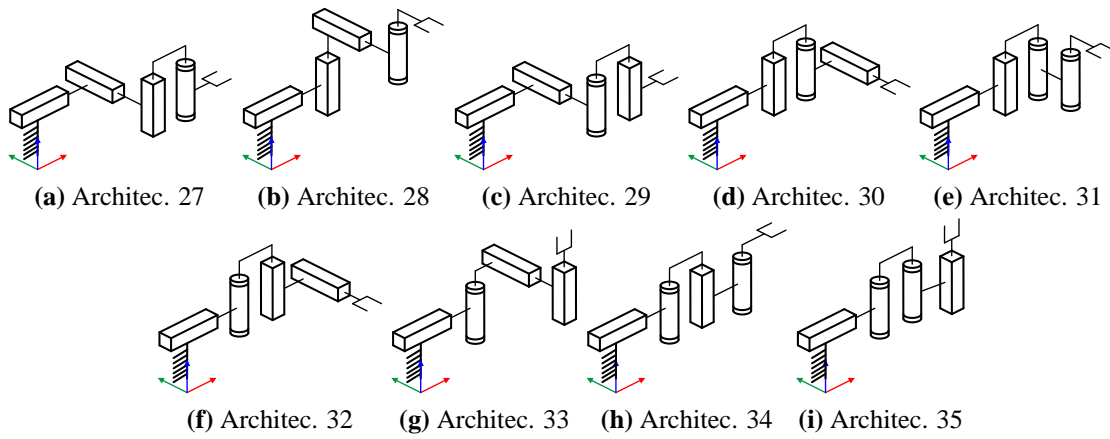 (a) Architec. 27 (b) Architec. 28 (c) Architec. 29 (d) Architec. 30 (e) Architec. 31
(f) Architec. 32 (g) Architec. 33 (h) Architec. 34 (i) Architec. 35